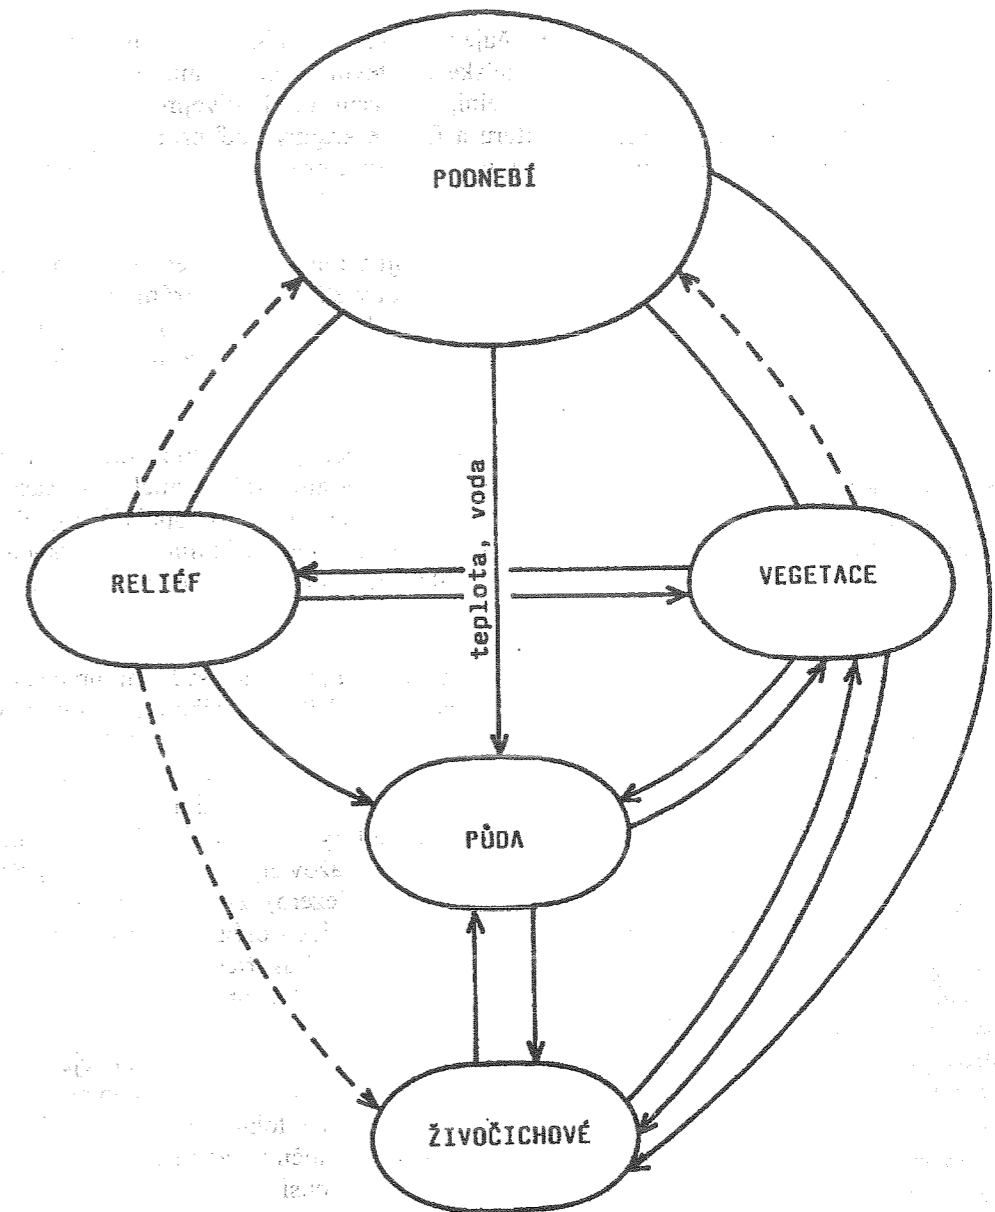 PODNEBÍ
teplota, voda
RELIÉF
VEGETACE
PŮDA
ŽIVOČICHOVÉ